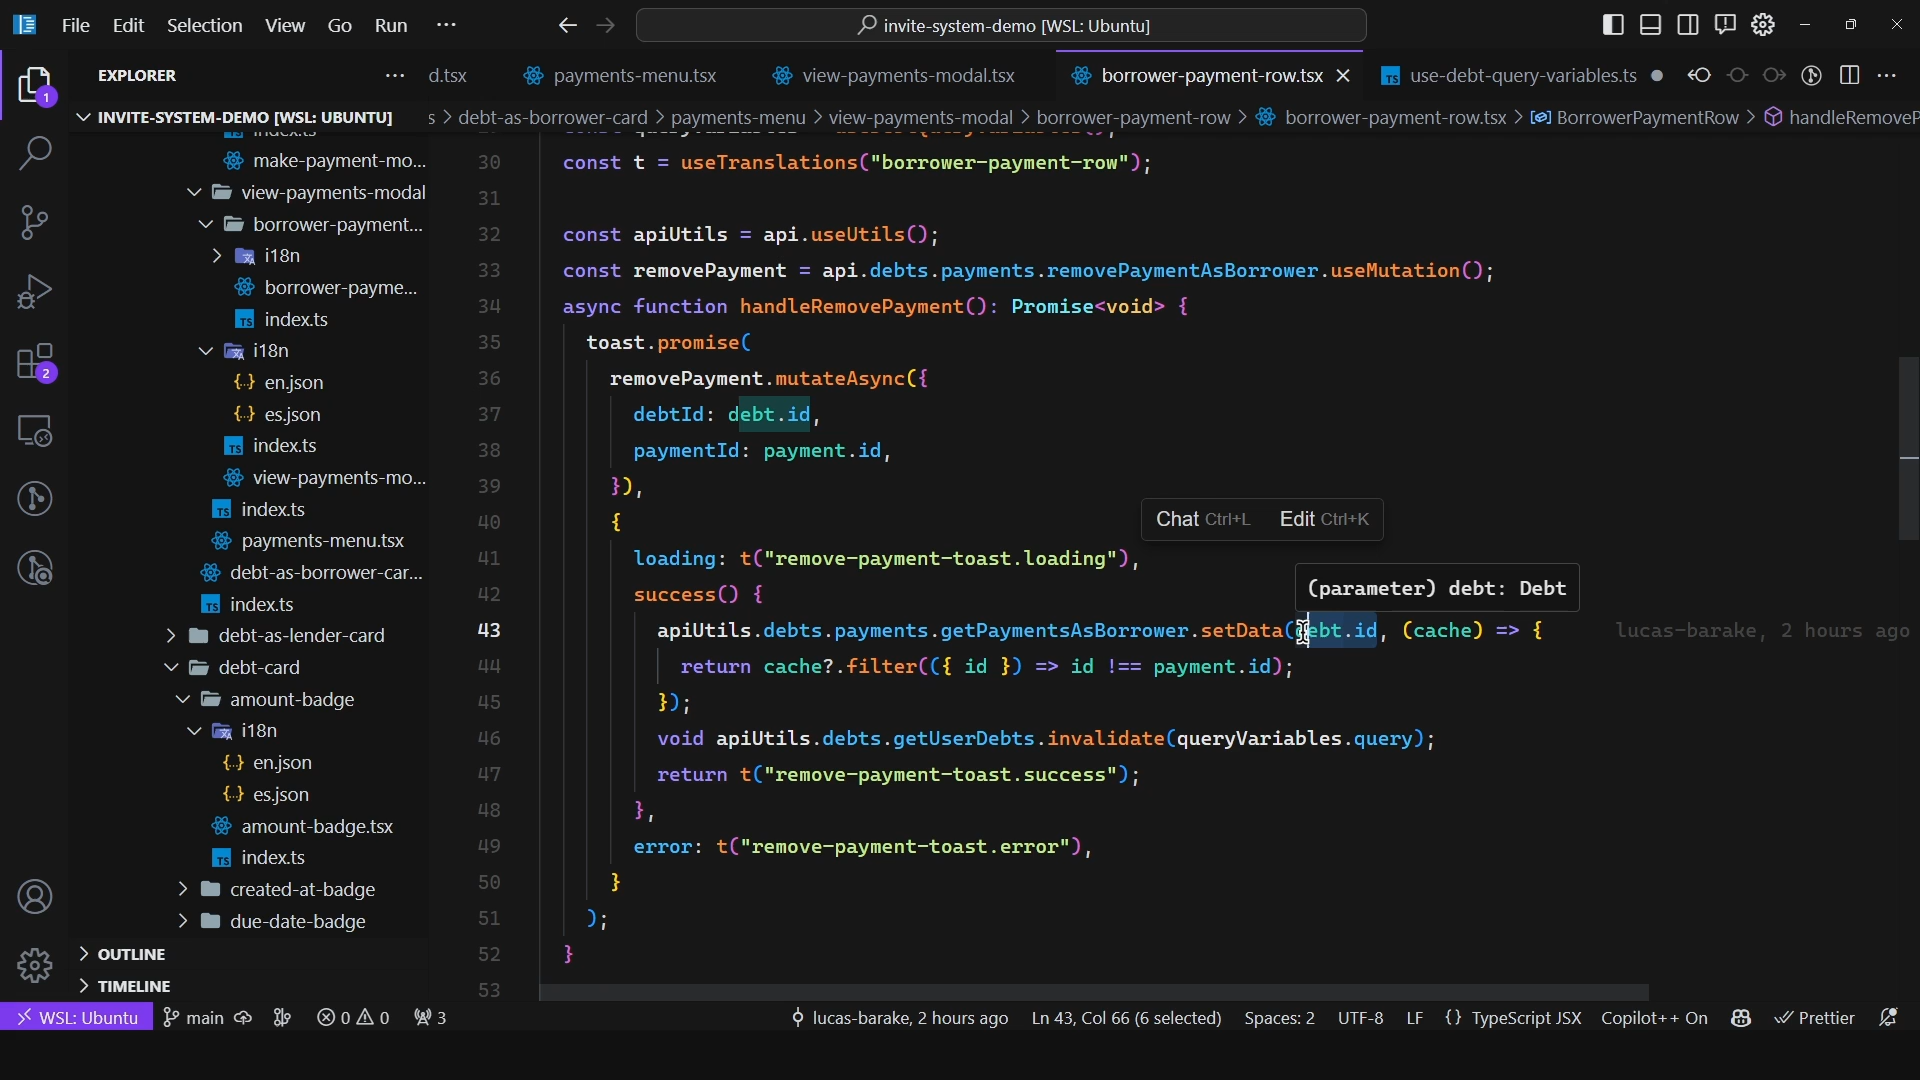 File Edit Selection View Go Run ··· invite-system-demo [WSL: Ubuntu]
EXPLORER ··· d.tsx payments-menu.tsx view-payments-modal.tsx borrower-payment-row.tsx use-debt-query-variables.ts ···
INVITE-SYSTEM-DEMO [WSL: UBUNTU]
s > debt-as-borrower-card > payments-menu > view-payments-modal > borrower-payment-row > borrower-payment-row.tsx > BorrowerPaymentRow > handleRemoveP
1
2
index.ts
make-payment-mo...
view-payments-modal
borrower-payment...
i18n
borrower-payme...
index.ts
i18n
en.json
es.json
index.ts
view-payments-mo...
index.ts
payments-menu.tsx
debt-as-borrower-car...
index.ts
debt-as-lender-card
debt-card
amount-badge
i18n
en.json
es.json
amount-badge.tsx
index.ts
created-at-badge
due-date-badge
OUTLINE
TIMELINE
30 const t = useTranslations("borrower-payment-row");
31
32 const apiUtils = api.useUtils();
33 const removePayment = api.debts.payments.removePaymentAsBorrower.useMutation();
34 async function handleRemovePayment(): Promise<void> {
35 toast.promise(
36 removePayment.mutateAsync({
37 debtId: debt.id,
38 paymentId: payment.id,
39 }),
40 {
Chat Ctrl+L Edit Ctrl+K
41 loading: t("remove-payment-toast.loading"),
(parameter) debt: Debt
42 success() {
43 apiUtils.debts.payments.getPaymentsAsBorrower.setData(debt.id, (cache) => { lucas-barake, 2 hours ago
44 return cache?.filter(({ id }) => id !== payment.id);
45 });
46 void apiUtils.debts.getUserDebts.invalidate(queryVariables.query);
47 return t("remove-payment-toast.success");
48 },
49 error: t("remove-payment-toast.error"),
50 }
51 );
52 }
53
WSL: Ubuntu main 0 0 3 lucas-barake, 2 hours ago Ln 43, Col 66 (6 selected) Spaces: 2 UTF-8 LF {} TypeScript JSX Copilot++ On Prettier